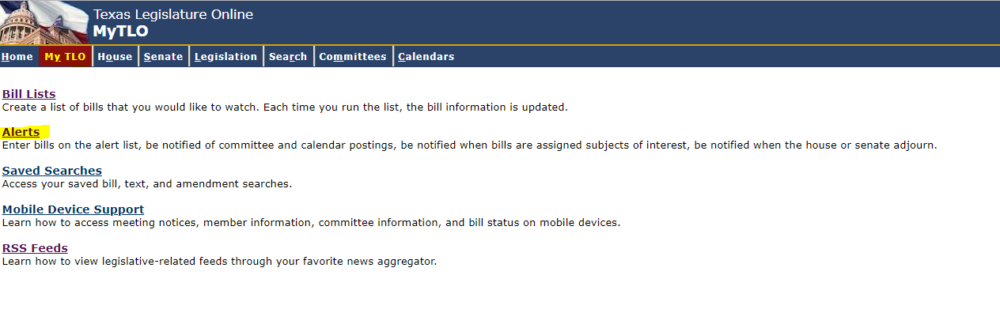 Texas Legislature Online
MyTLO
Home My TLO House Senate Legislation Search Committees Calendars
Bill Lists
Create a list of bills that you would like to watch. Each time you run the list, the bill information is updated.
Alerts
Enter bills on the alert list, be notified of committee and calendar postings, be notified when bills are assigned subjects of interest, be notified when the house or senate adjourn.
Saved Searches
Access your saved bill, text, and amendment searches.
Mobile Device Support
Learn how to access meeting notices, member information, committee information, and bill status on mobile devices.
RSS Feeds
Learn how to view legislative-related feeds through your favorite news aggregator.